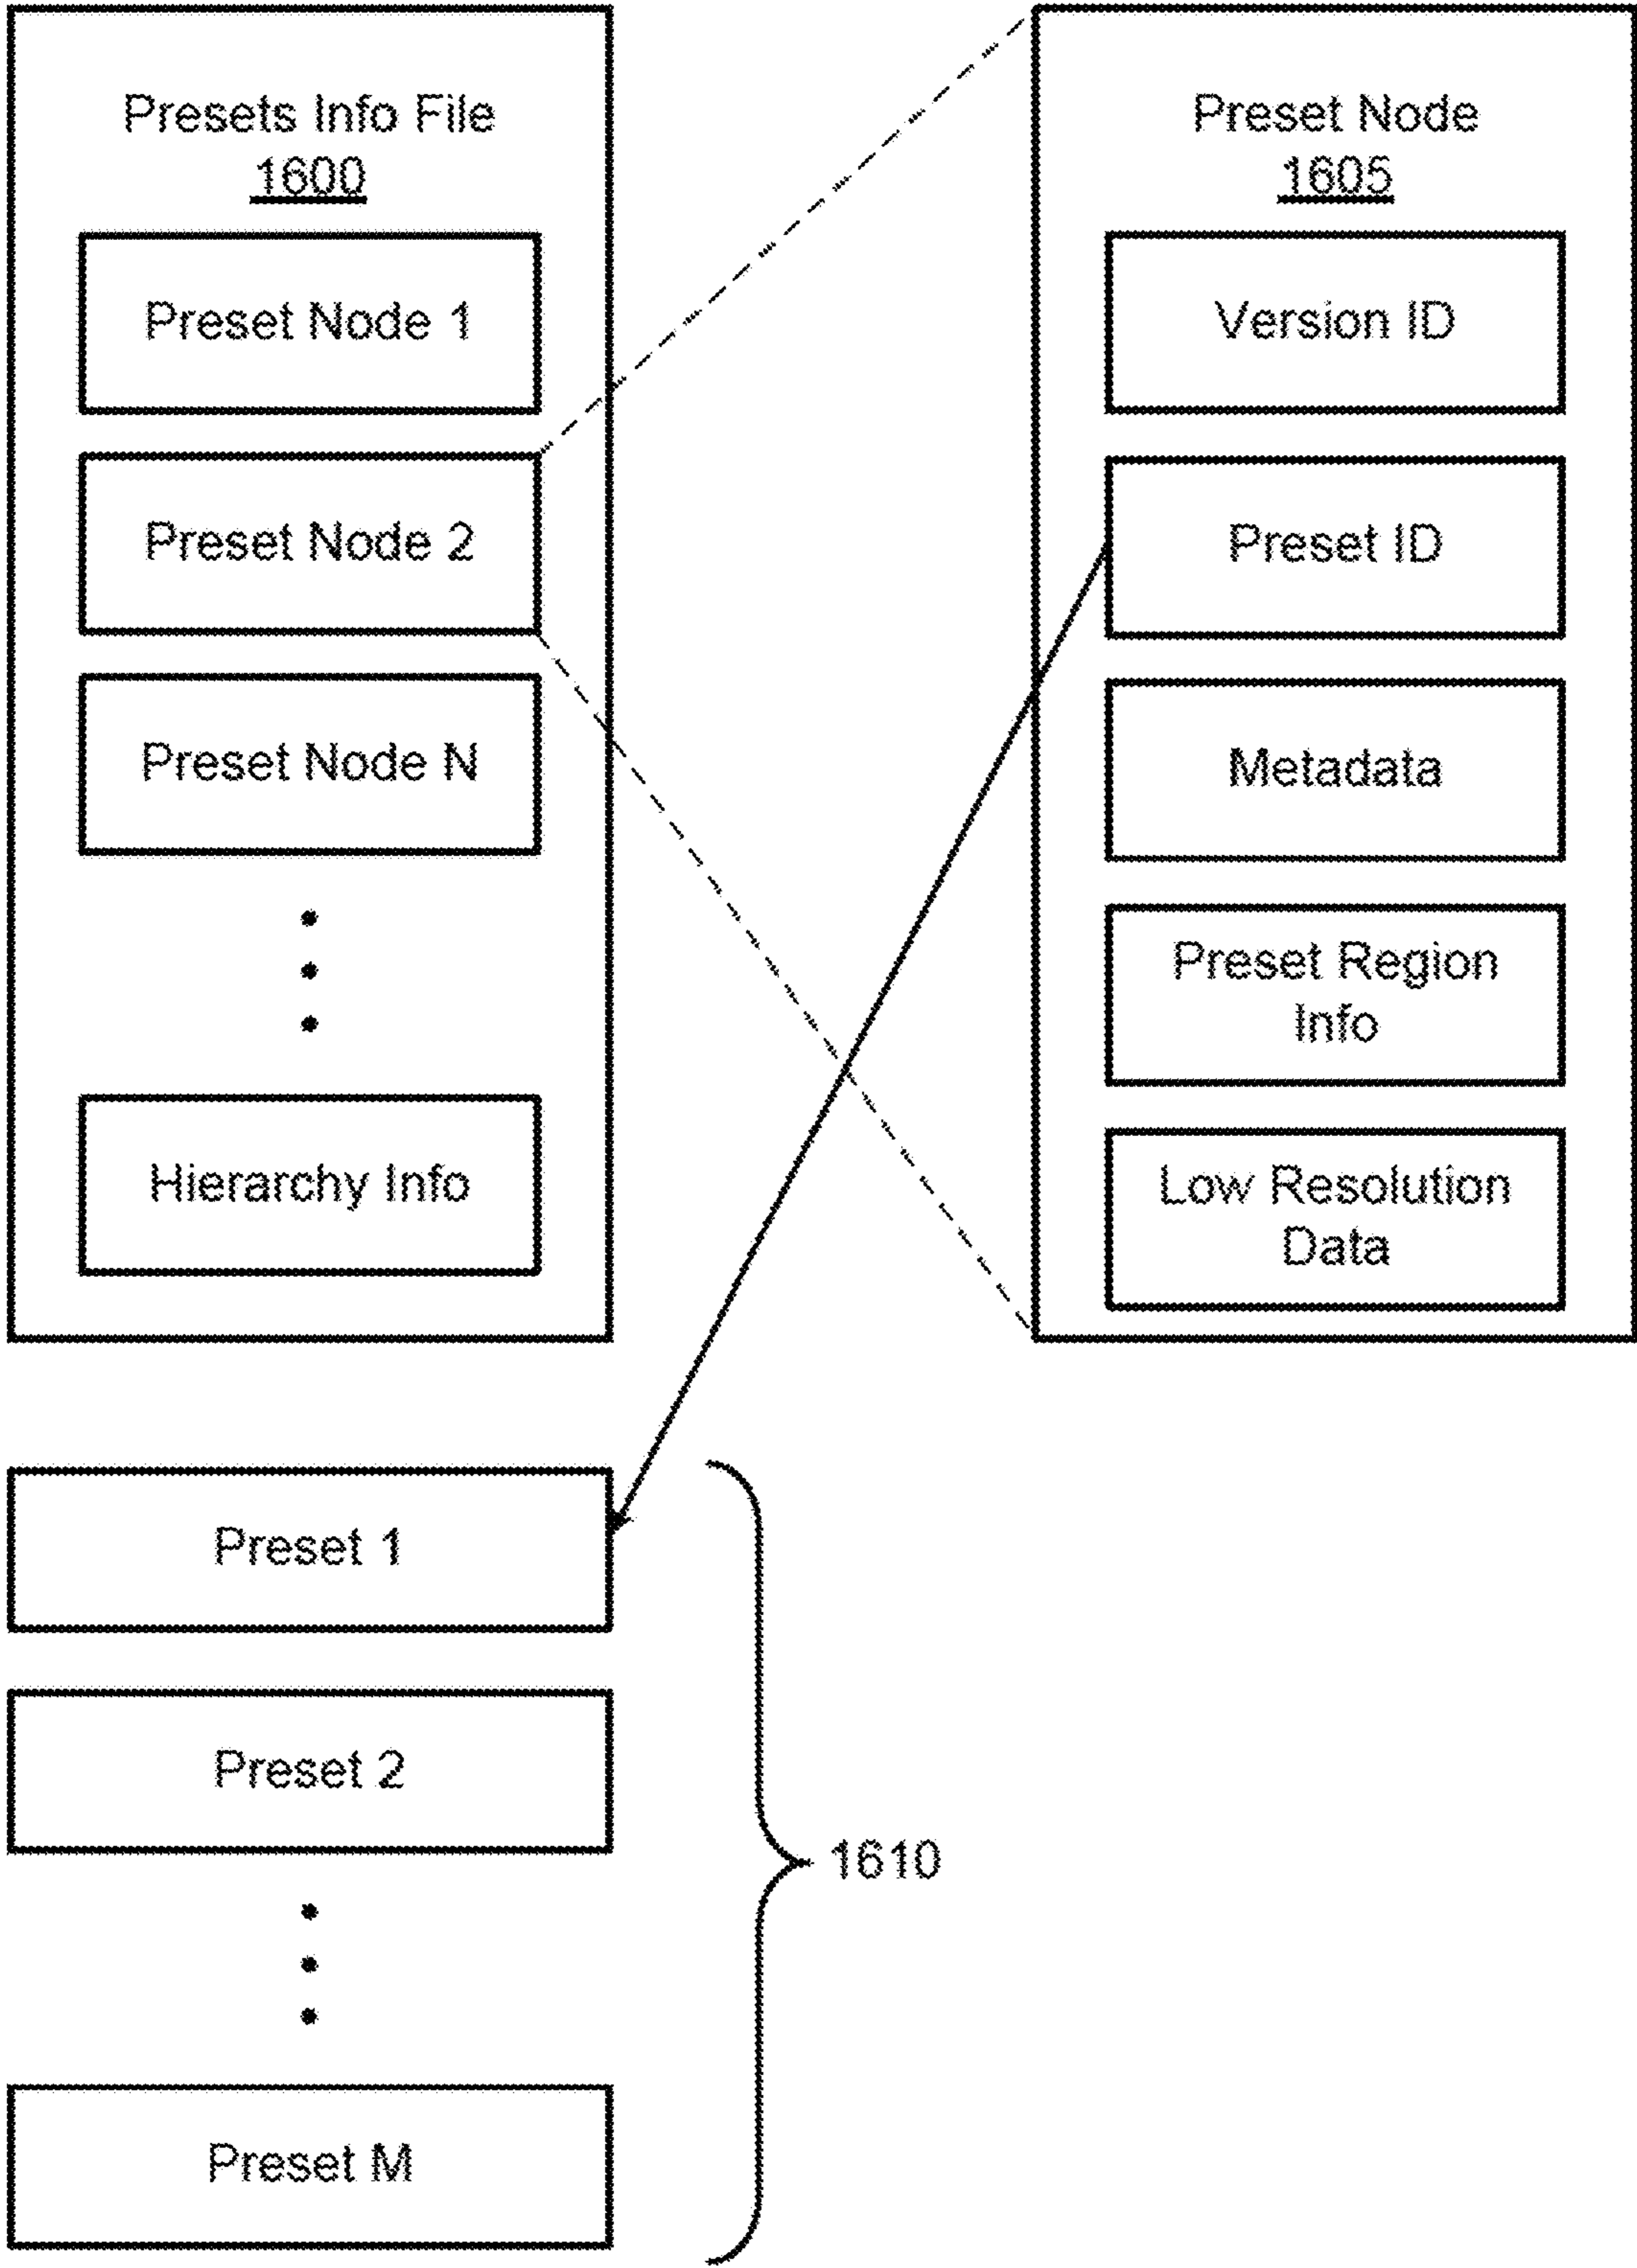 Presets Info File
1600
Preset Node 1
Preset Node 2
Preset Node N
Hierarchy Info
Preset Node
1605
Version ID
Preset ID
Metadata
Preset Region
Info
Low Resolution
Data
Preset 1
Preset 2
Preset M
1610